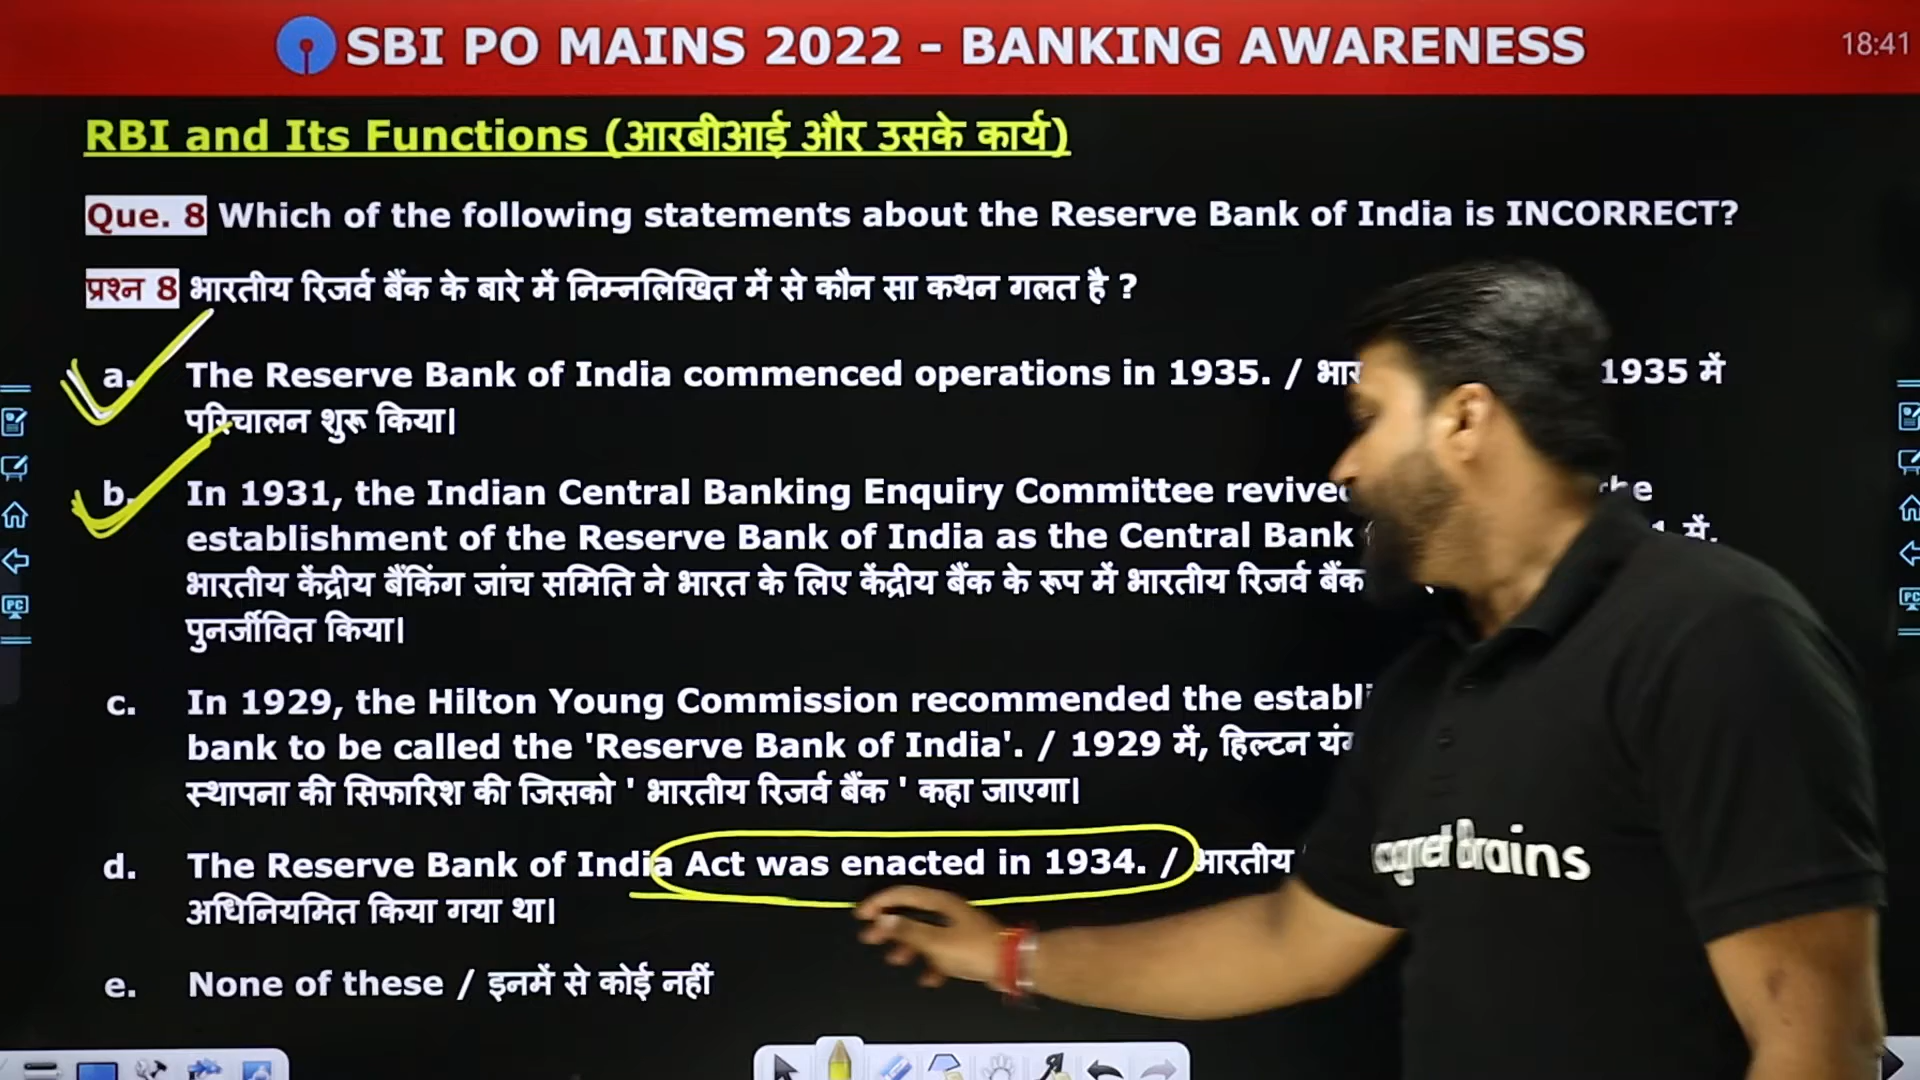 SBI PO MAINS 2022 - BANKING AWARENESS
18:41
RBI and Its Functions (आरबीआई और उसके कार्य)
Que. 8 Which of the following statements about the Reserve Bank of India is INCORRECT?
प्रश्न 8 भारतीय रिजर्व बैंक के बारे में निम्नलिखित में से कौन सा कथन गलत है ?
a. The Reserve Bank of India commenced operations in 1935. / 1935 में
परिचालन शुरू किया।
b. In 1931, the Indian Central Banking Enquiry Committee revived the
establishment of the Reserve Bank of India as the Central Bank में,
भारतीय केंद्रीय बैंकिंग जांच समिति ने भारत के लिए केंद्रीय बैंक के रूप में भारतीय रिजर्व बैंक
पुनर्जीवित किया।
c. In 1929, the Hilton Young Commission recommended the
bank to be called the 'Reserve Bank of India'. / 1929 में, हिल्टन यंग
स्थापना की सिफारिश की जिसको ' भारतीय रिजर्व बैंक ' कहा जाएगा।
d. The Reserve Bank of India Act was enacted in 1934. / भारतीय
अधिनियमित किया गया था।
e. None of these / इनमें से कोई नहीं
Brains
PC
PC